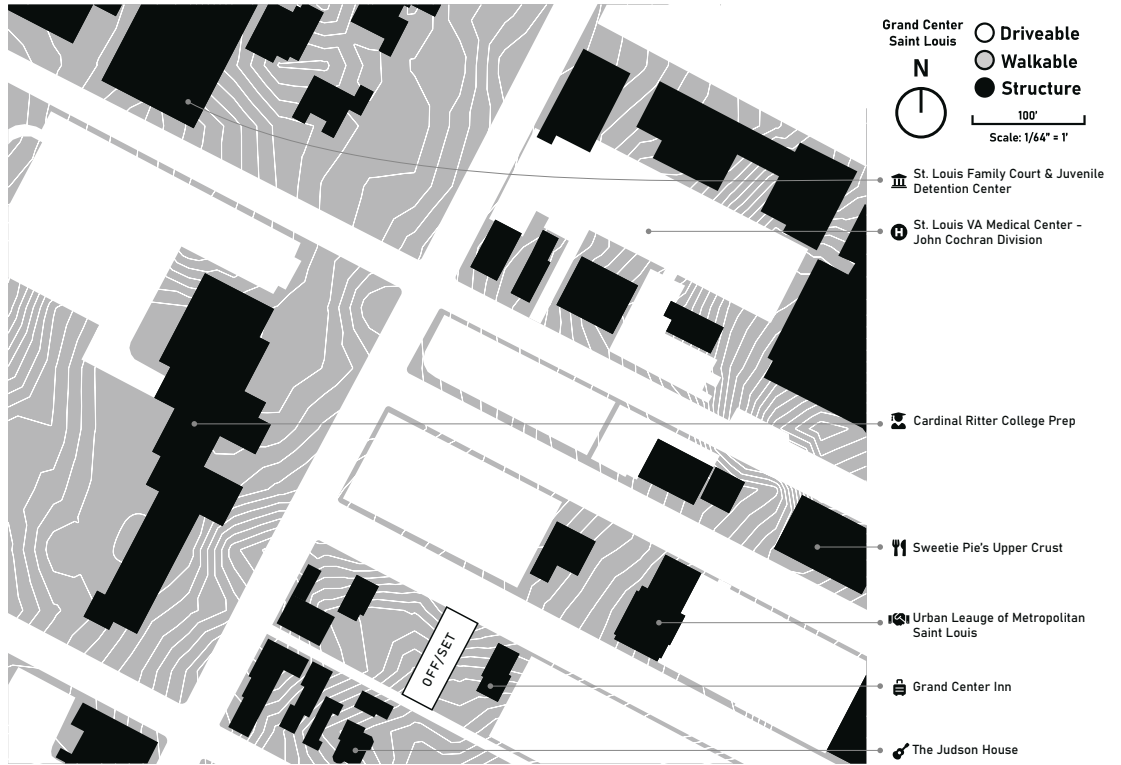 Grand Center
Saint Louis
N
Driveable
Walkable
Structure
100'
Scale: 1/64" = 1'
St. Louis Family Court & Juvenile
Detention Center
H
St. Louis VA Medical Center -
John Cochran Division
Cardinal Ritter College Prep
Sweetie Pie's Upper Crust
Urban Leauge of Metropolitan
Saint Louis
Grand Center Inn
The Judson House
OFF/SET